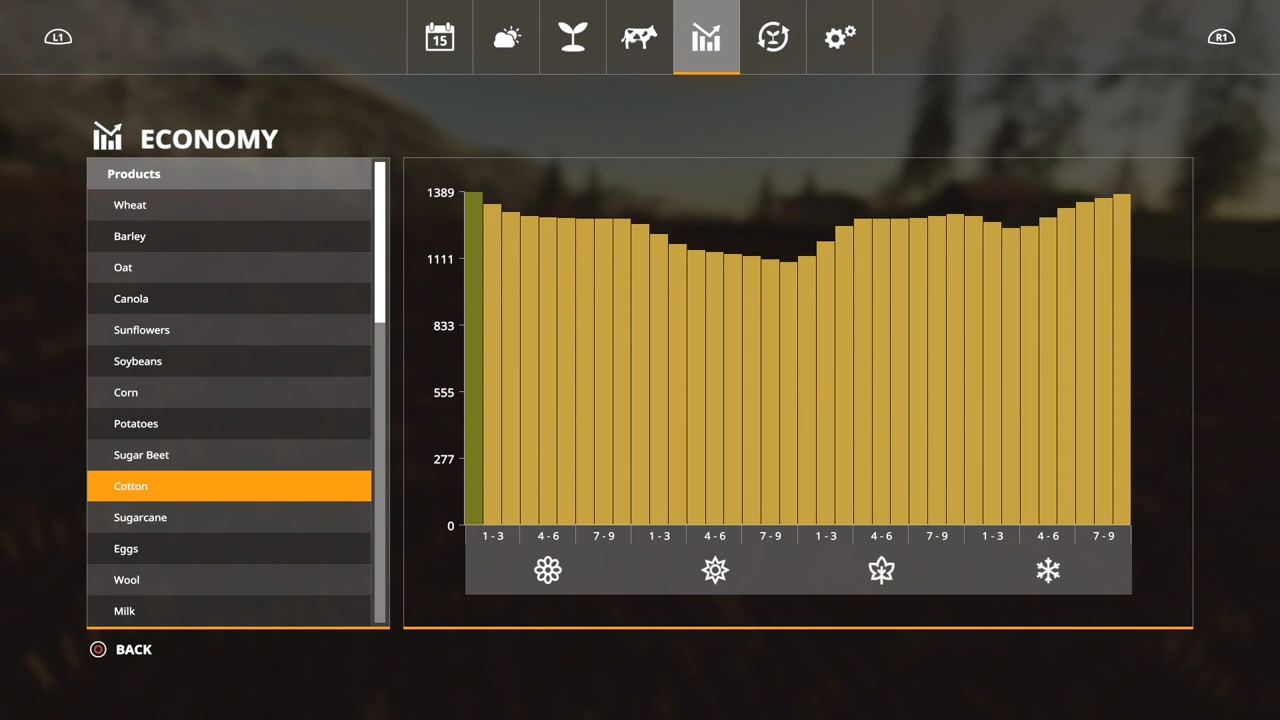 L1
15
R1
ECONOMY
Products
Wheat
Barley
Oat
Canola
Sunflowers
Soybeans
Corn
Potatoes
Sugar Beet
Cotton
Sugarcane
Eggs
Wool
Milk
1389
1111
833
555
277
0
1 - 3 4 - 6 7 - 9 1 - 3 4 - 6 7 - 9 1 - 3 4 - 6 7 - 9 1 - 3 4 - 6 7 - 9
BACK